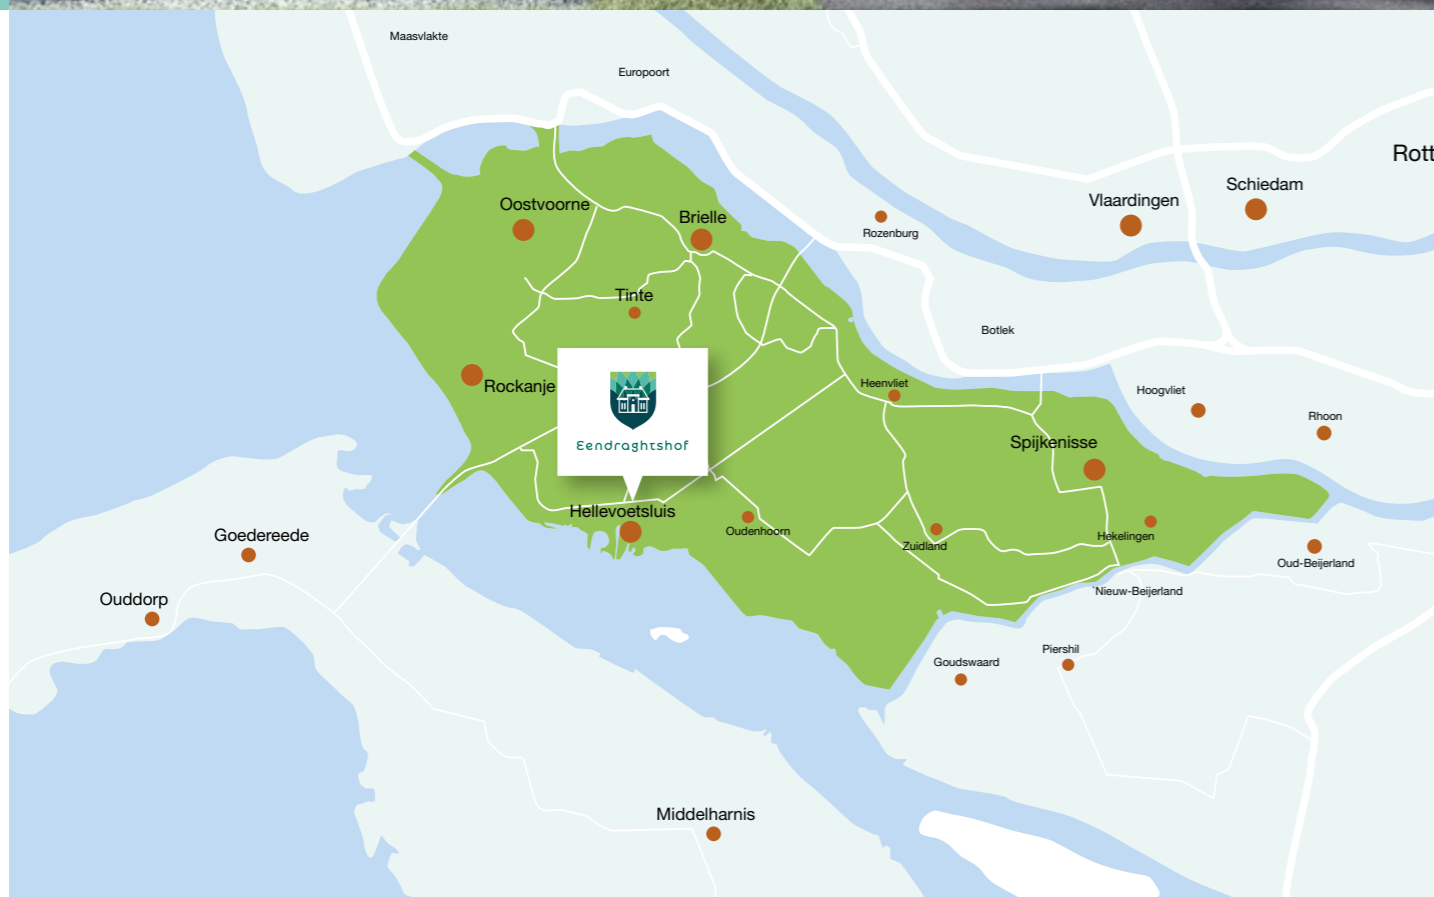 Maasvlakte
Europoort
Rott
Schiedam
Vlaardingen
Oostvoorne
Brielle
Rozenburg
Tinte
Botlek
Rockanje
Heenvliet
Hoogvliet
Rhoon
Eendraghtshof
Spijkenisse
Hellevoetsluis
Oudenhoorn
Goedereede
Zuidland
Hekelingen
Oud-Beijerland
Ouddorp
`Nieuw-Beijerland
Piershil
Goudswaard
Middelharnis